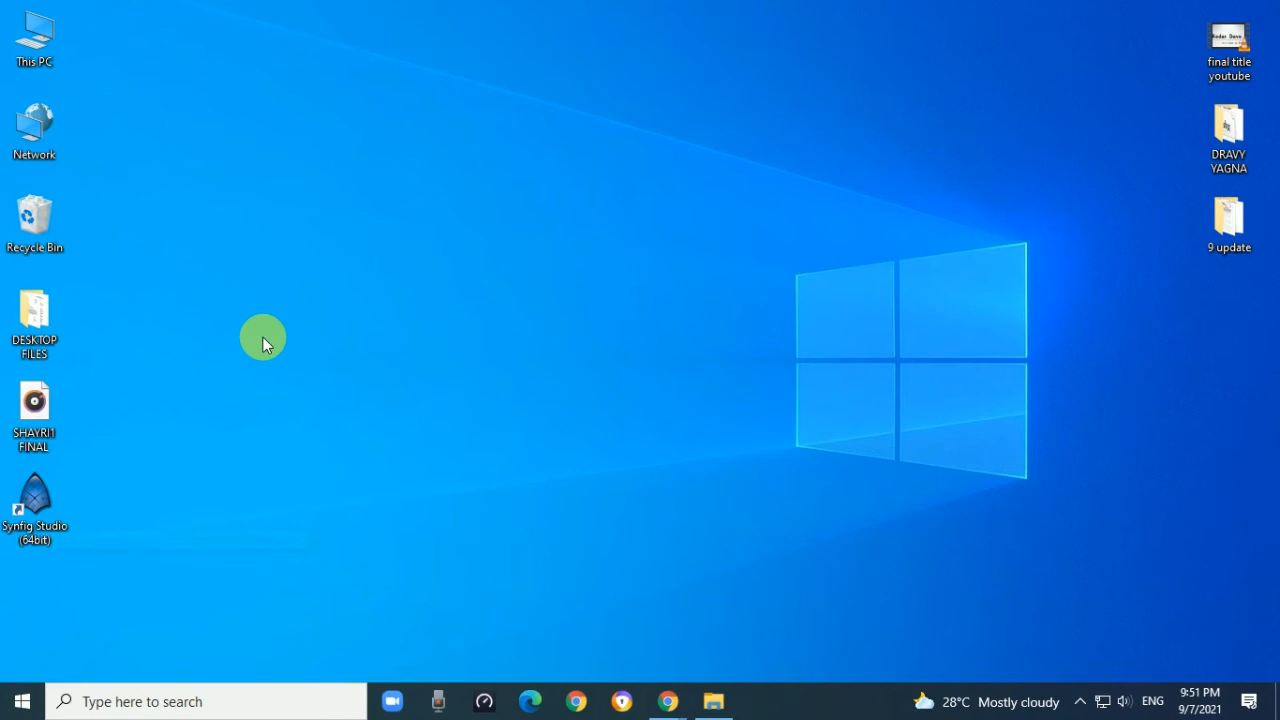 This PC
Network
Recycle Bin
DESKTOP
FILES
SHAYRI1
FINAL
Synfig Studio
(64bit)
final title
youtube
DRAVY
YAGNA
9 update
Type here to search
28°C Mostly cloudy
ENG
9:51 PM
9/7/2021